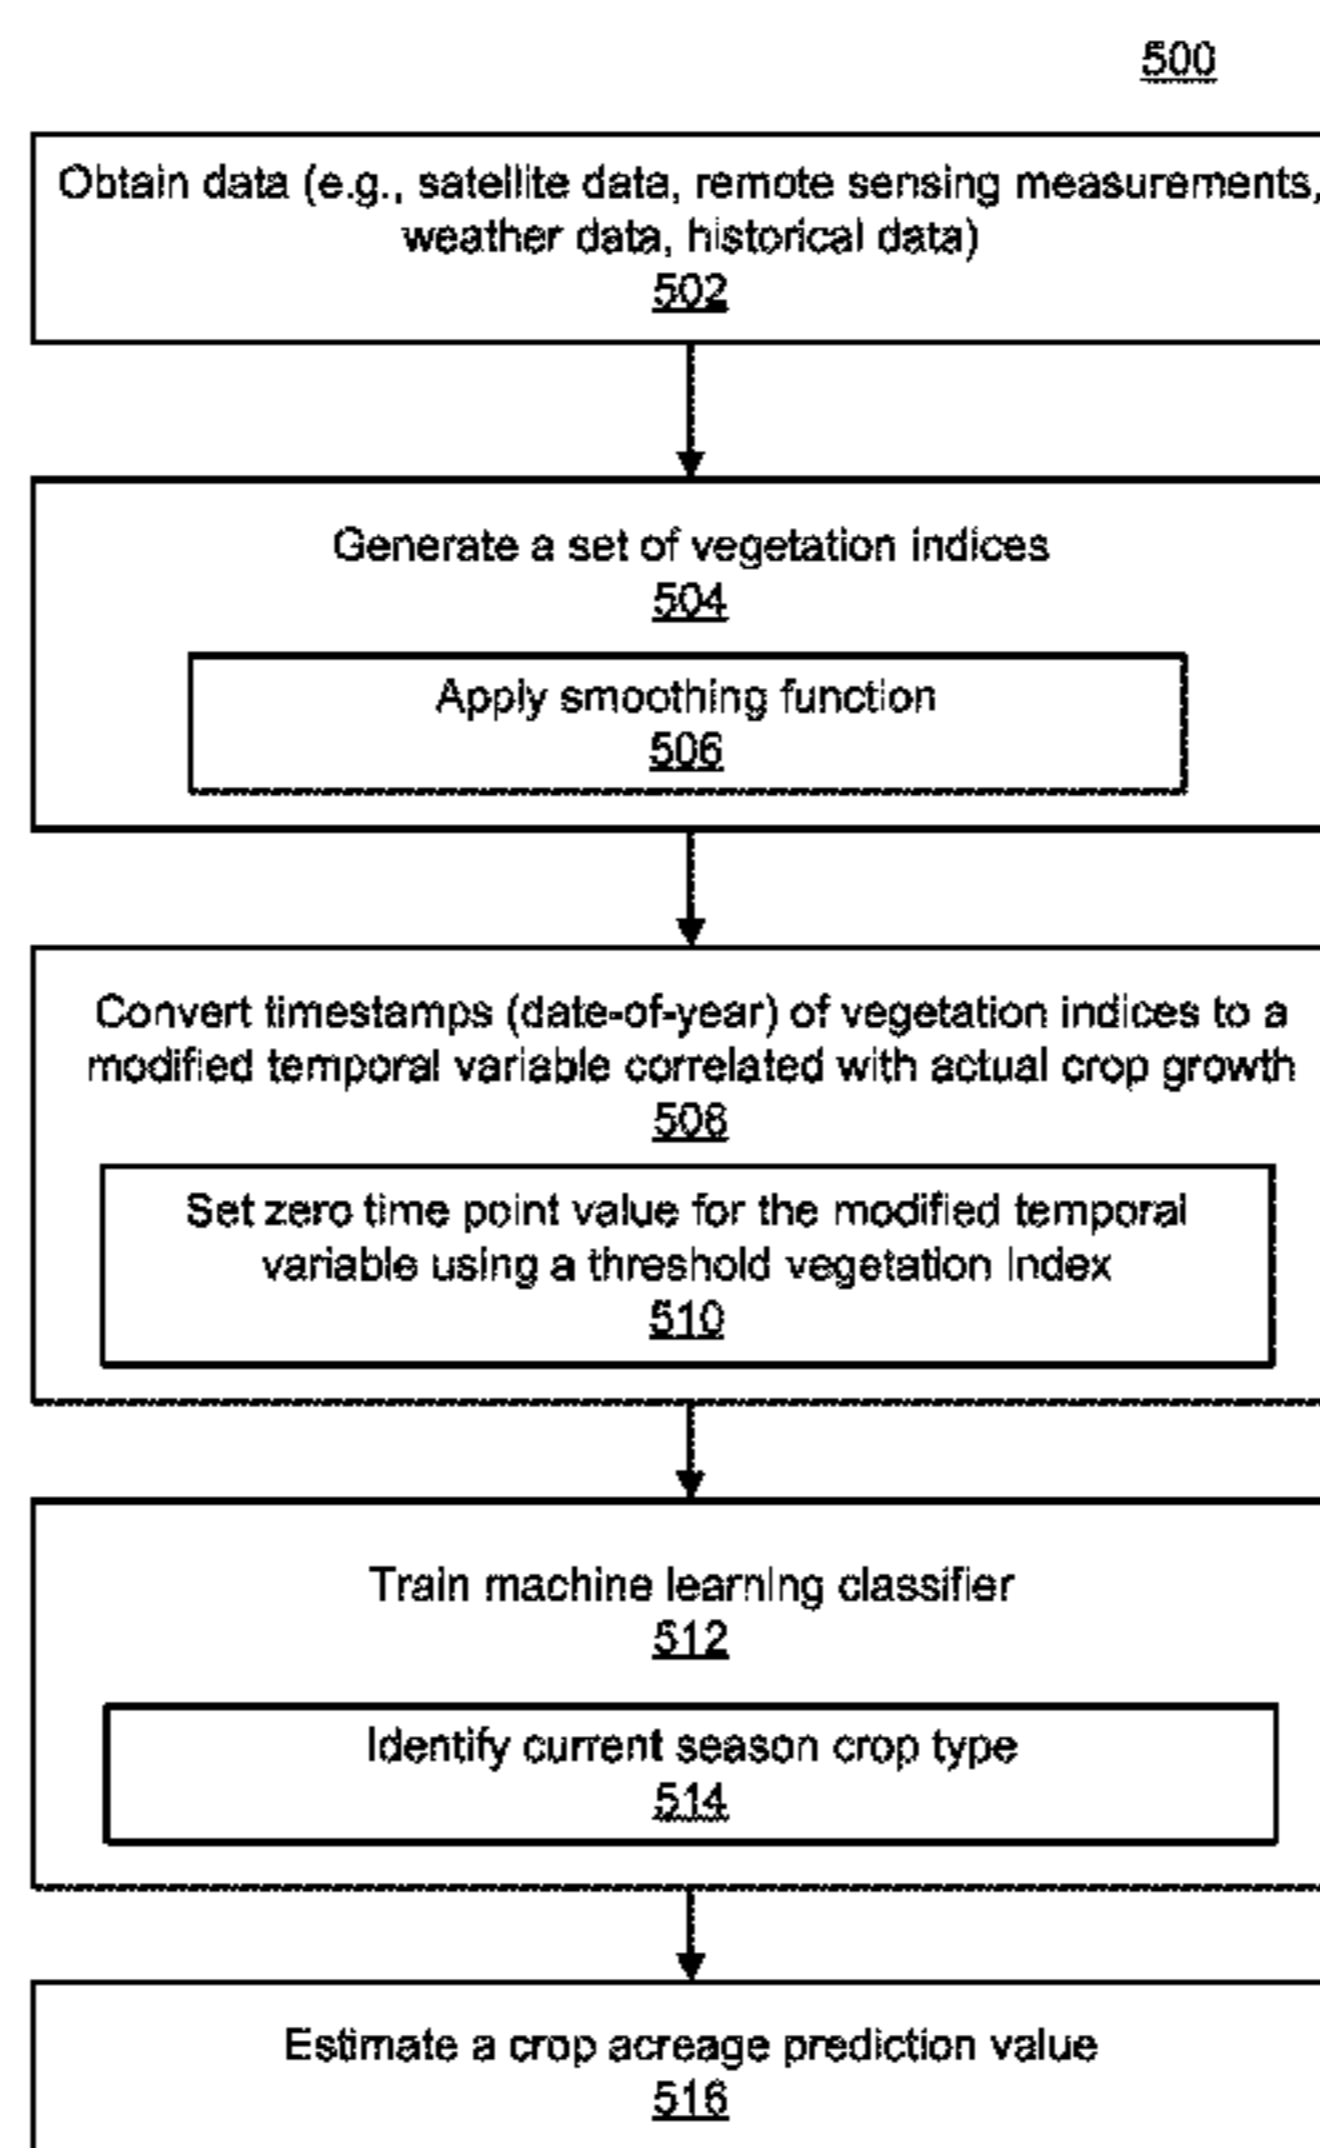 500
Obtain data (e.g., satellite data, remote sensing measurements,
weather data, historical data)
502
Generate a set of vegetation indices
504
Apply smoothing function
506
Convert timestamps (date-of-year) of vegetation indices to a
modified temporal variable correlated with actual crop growth
508
Set zero time point value for the modified temporal
variable using a threshold vegetation index
510
Train machine learning classifier
512
Identify current season crop type
514
Estimate a crop acreage prediction value
516